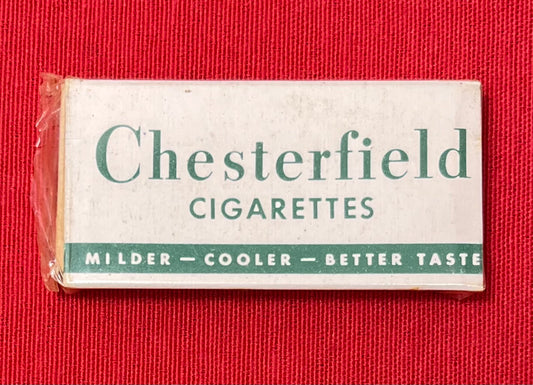 Chesterfield
CIGARETTES
MILDER — COOLER — BETTER TASTE